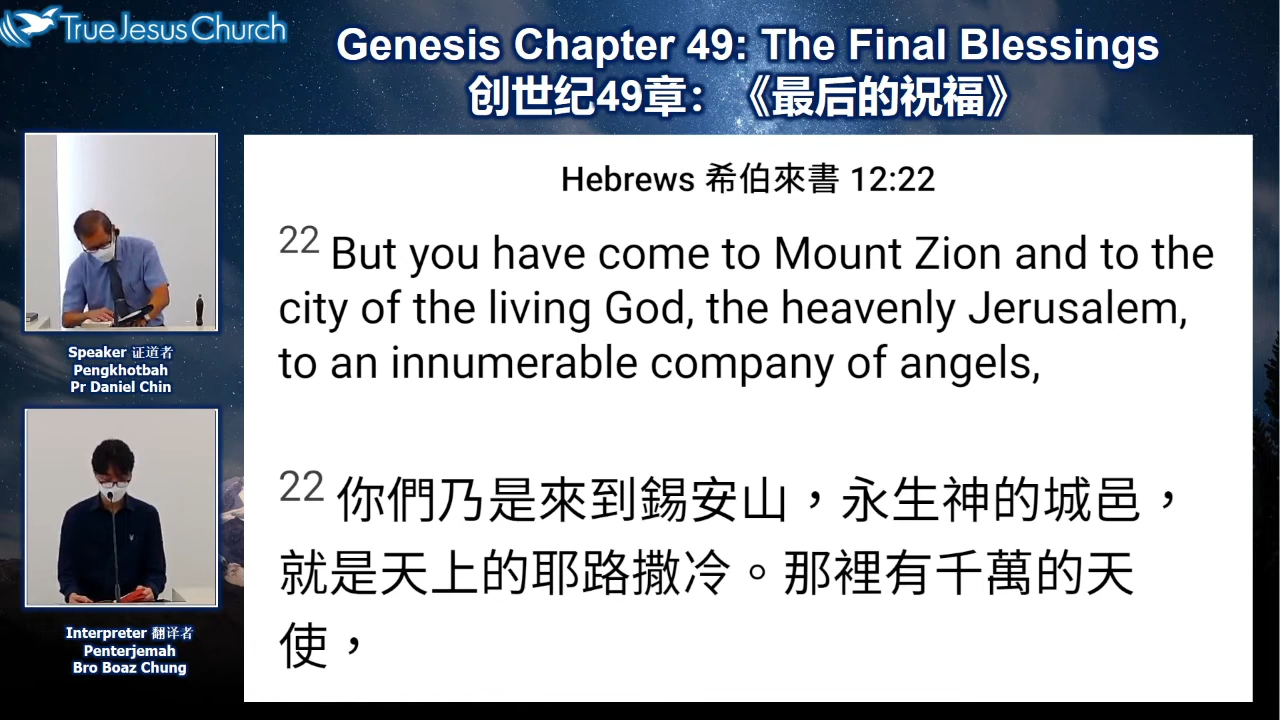 True Jesus Church
Genesis Chapter 49: The Final Blessings
创世纪49章：《最后的祝福》
Speaker 证道者
Pengkhotbah
Pr Daniel Chin
Interpreter 翻译者
Penterjemah
Bro Boaz Chung
Hebrews 希伯來書 12:22
22 But you have come to Mount Zion and to the
city of the living God, the heavenly Jerusalem,
to an innumerable company of angels,
22 你們乃是來到錫安山，永生神的城邑，
就是天上的耶路撒冷。那裡有千萬的天
使，